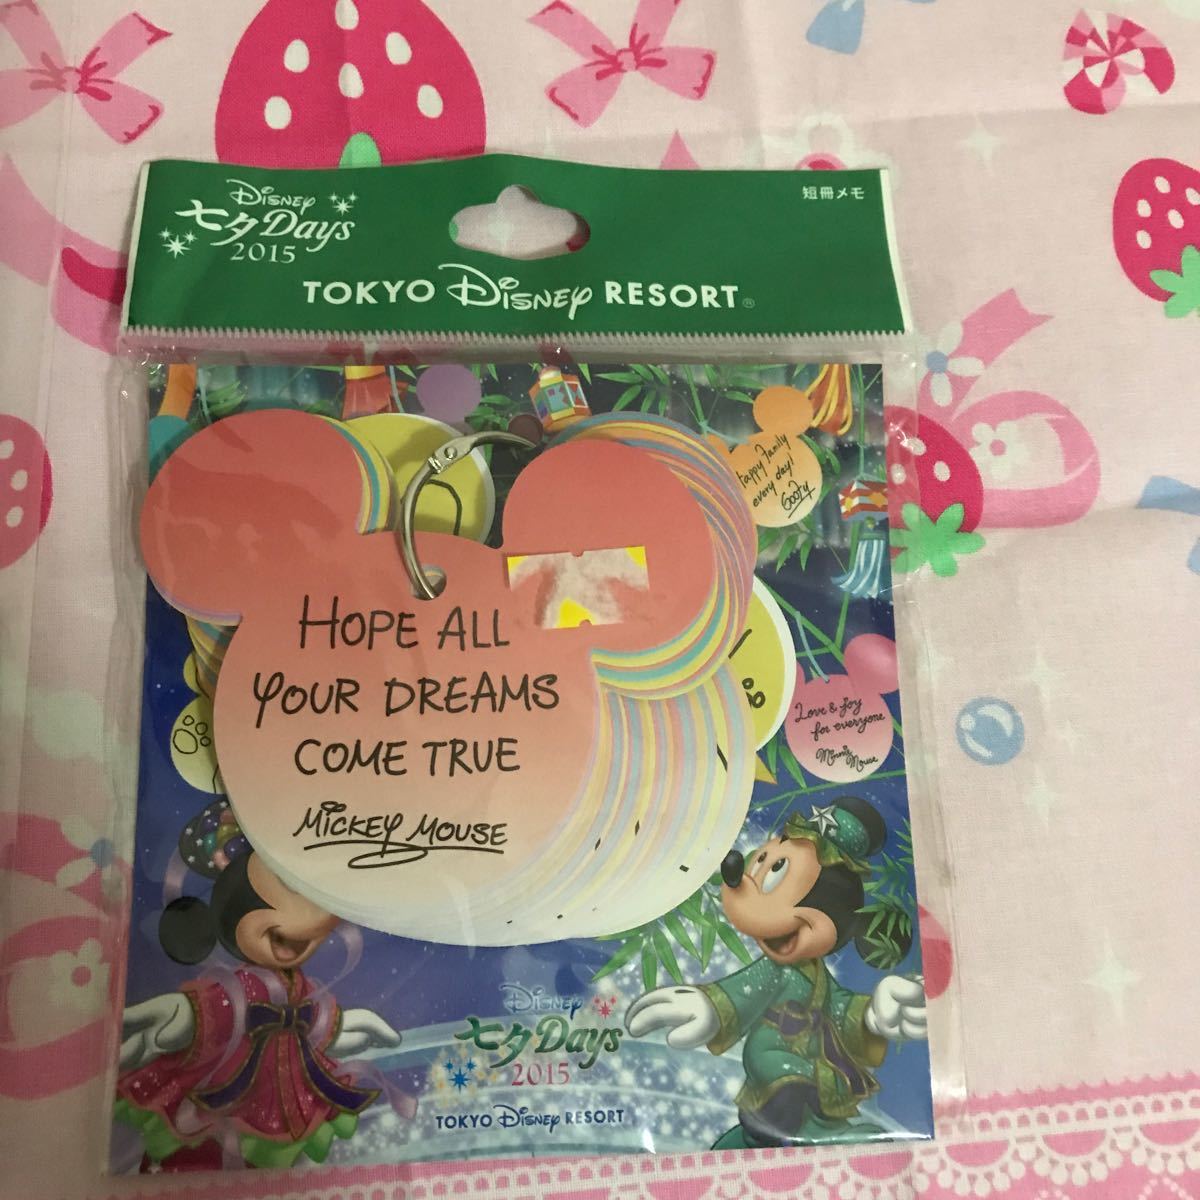 Disney
七夕Days
2015
短冊メモ
TOKYO Disney RESORT®
Happy Family
every day!
Goofy
HOPE ALL
YOUR DREAMS
COME TRUE
MICKEY MOUSE
Love & Joy
for everyone
Minnie
Mouse
Disney
七夕Days
2015
TOKYO Disney RESORT